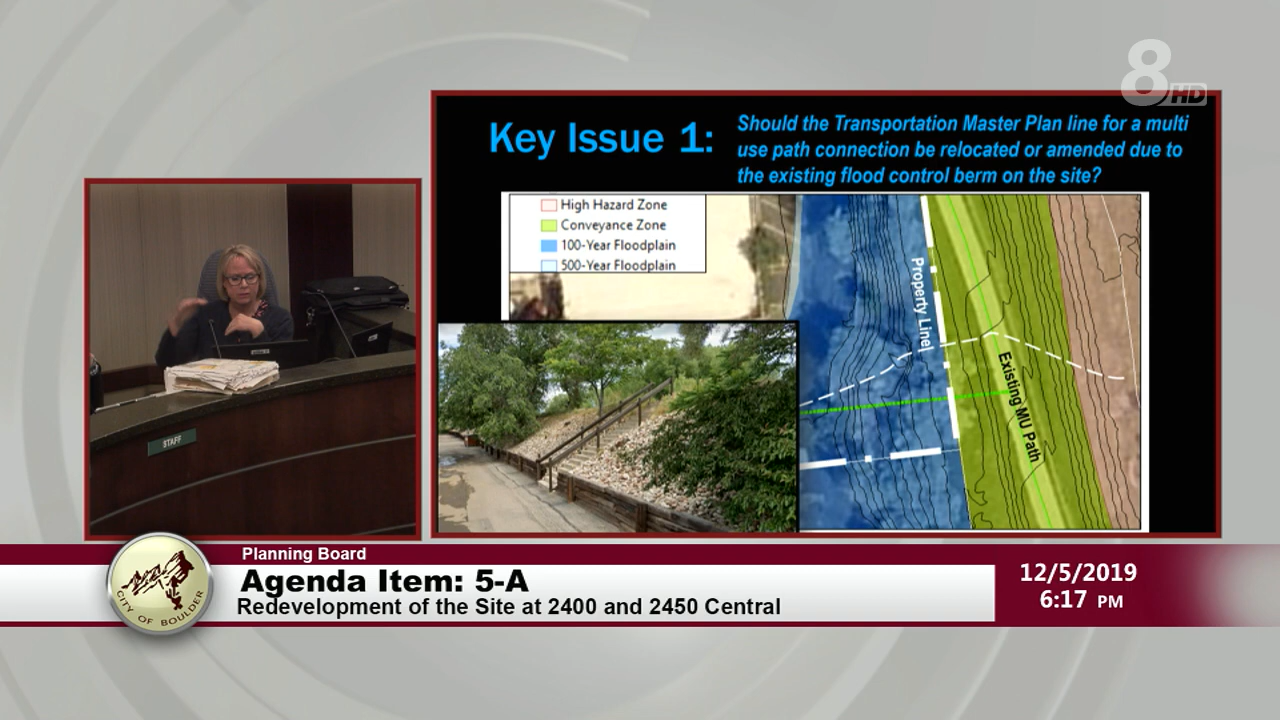 8
HD
Key Issue 1:
Should the Transportation Master Plan line for a multi
use path connection be relocated or amended due to
the existing flood control berm on the site?
High Hazard Zone
Conveyance Zone
100-Year Floodplain
500-Year Floodplain
Property Line
Existing MU Path
STAFF
Planning Board
Agenda Item: 5-A
Redevelopment of the Site at 2400 and 2450 Central
12/5/2019
6:17 PM
CITY OF BOULDER